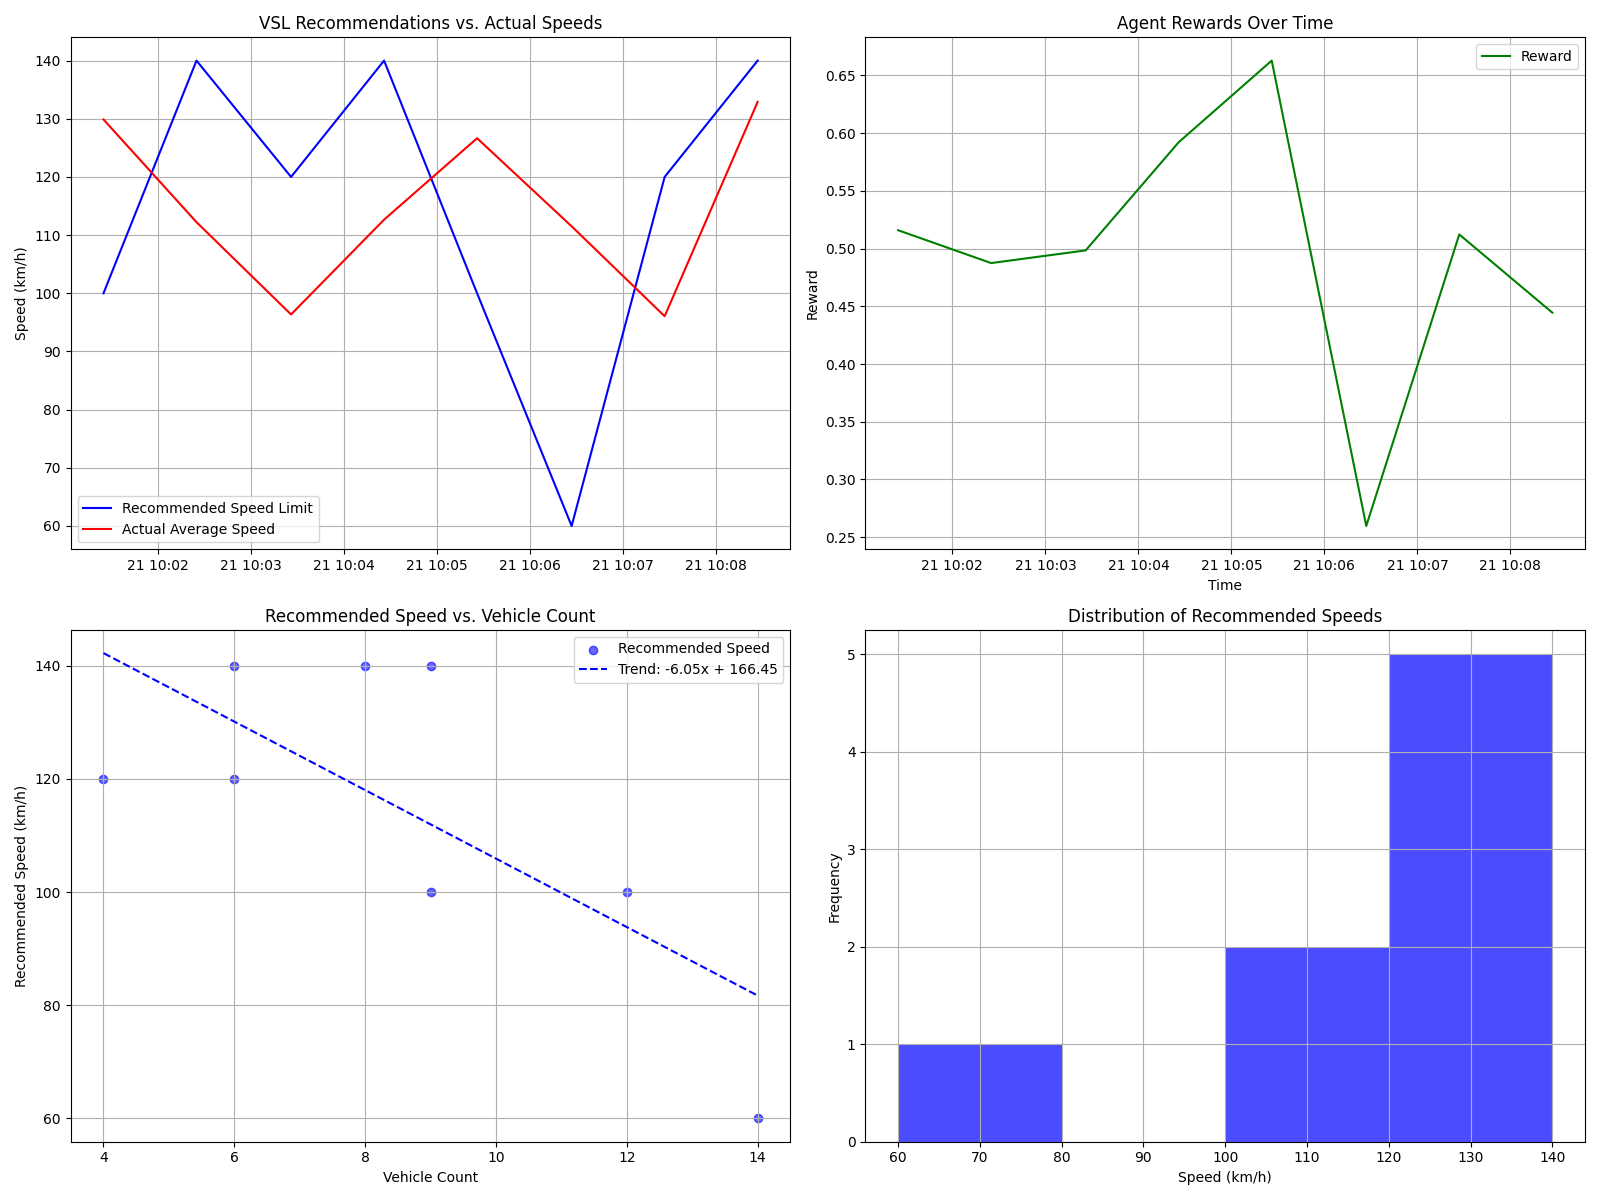 VSL Recommendations vs. Actual Speeds
Speed (km/h)
140
130
120
110
100
90
80
70
60
Recommended Speed Limit
Actual Average Speed
21 10:02 21 10:03 21 10:04 21 10:05 21 10:06 21 10:07 21 10:08
Agent Rewards Over Time
Reward
0.65
0.60
0.55
0.50
0.45
0.40
0.35
0.30
0.25
Reward
21 10:02 21 10:03 21 10:04 21 10:05 21 10:06 21 10:07 21 10:08
Time
Recommended Speed vs. Vehicle Count
Recommended Speed (km/h)
140
120
100
80
60
Recommended Speed
Trend: -6.05x + 166.45
4 6 8 10 12 14
Vehicle Count
Distribution of Recommended Speeds
Frequency
5
4
3
2
1
0
60 70 80 90 100 110 120 130 140
Speed (km/h)